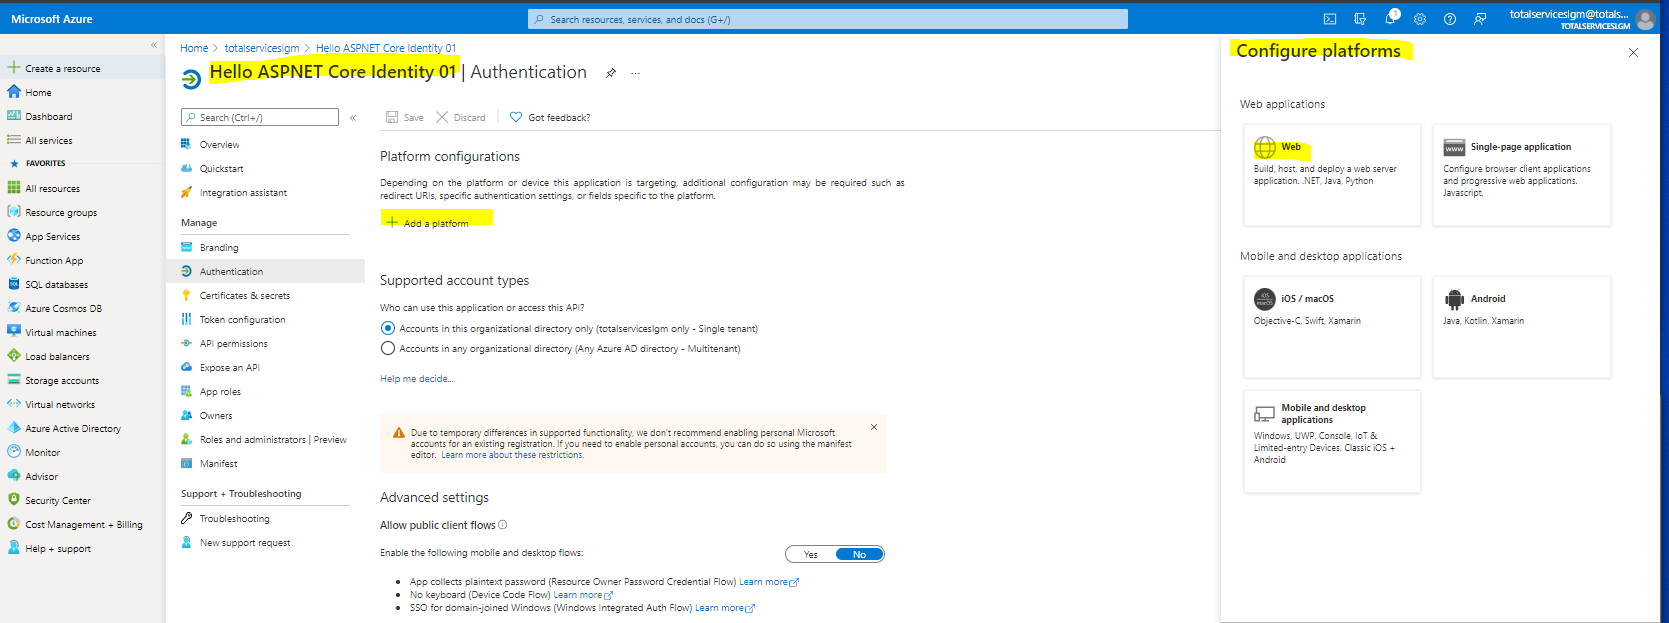 Microsoft Azure
Search resources, services, and docs (G+/)
1
totalserviceslgm@totals...
TOTALSERVICESLGM
«
Create a resource
Home
Dashboard
All services
FAVORITES
All resources
Resource groups
App Services
Function App
SQL databases
Azure Cosmos DB
Virtual machines
Load balancers
Storage accounts
Virtual networks
Azure Active Directory
Monitor
Advisor
Security Center
Cost Management + Billing
Help + support
Home > totalserviceslgm > Hello ASPNET Core Identity 01
Hello ASPNET Core Identity 01 | Authentication
...
Search (Ctrl+/)
«
Overview
Quickstart
Integration assistant
Manage
Branding
Authentication
Certificates & secrets
Token configuration
API permissions
Expose an API
App roles
Owners
Roles and administrators | Preview
Manifest
Support + Troubleshooting
Troubleshooting
New support request
Save
Discard
Got feedback?
Platform configurations
Depending on the platform or device this application is targeting, additional configuration may be required such as
redirect URIs, specific authentication settings, or fields specific to the platform.
Add a platform
Supported account types
Who can use this application or access this API?
Accounts in this organizational directory only (totalserviceslgm only - Single tenant)
Accounts in any organizational directory (Any Azure AD directory - Multitenant)
Help me decide...
Due to temporary differences in supported functionality, we don't recommend enabling personal Microsoft
accounts for an existing registration. If you need to enable personal accounts, you can do so using the manifest
editor. Learn more about these restrictions.
Advanced settings
Allow public client flows
Enable the following mobile and desktop flows:
Yes
No
• App collects plaintext password (Resource Owner Password Credential Flow) Learn more
• No keyboard (Device Code Flow) Learn more
• SSO for domain-joined Windows (Windows Integrated Auth Flow) Learn more
Configure platforms
Web applications
Web
Build, host, and deploy a web server
application. .NET, Java, Python
www
Single-page application
Configure browser client applications
and progressive web applications.
Javascript.
Mobile and desktop applications
iOS
macOS
iOS / macOS
Objective-C, Swift, Xamarin
Android
Java, Kotlin, Xamarin
Mobile and desktop
applications
Windows, UWP, Console, IoT &
Limited-entry Devices, Classic iOS +
Android